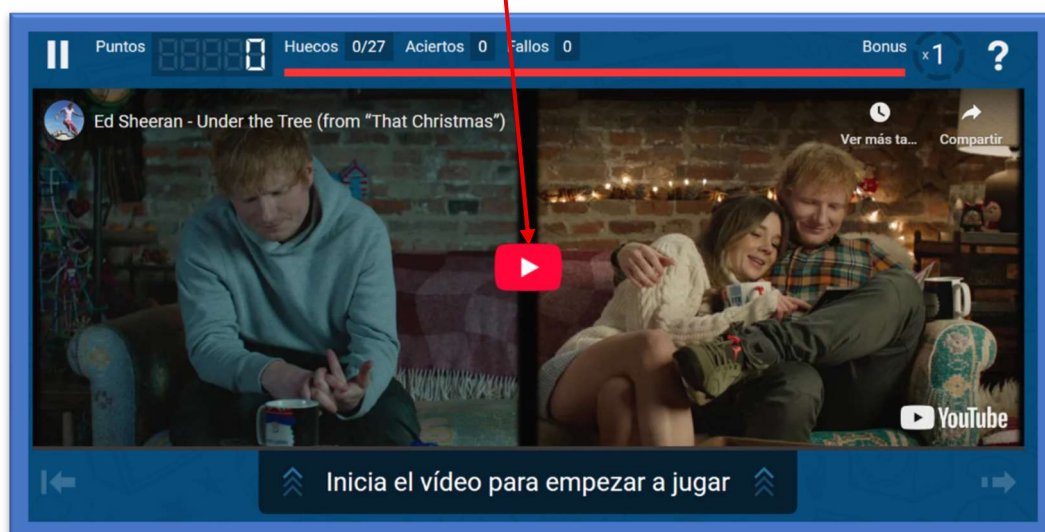 Puntos 0 Huecos 0/27 Aciertos 0 Fallos 0 Bonus x1 ?
Ed Sheeran - Under the Tree (from “That Christmas”)
Ver más ta... Compartir
YouTube
Inicia el vídeo para empezar a jugar